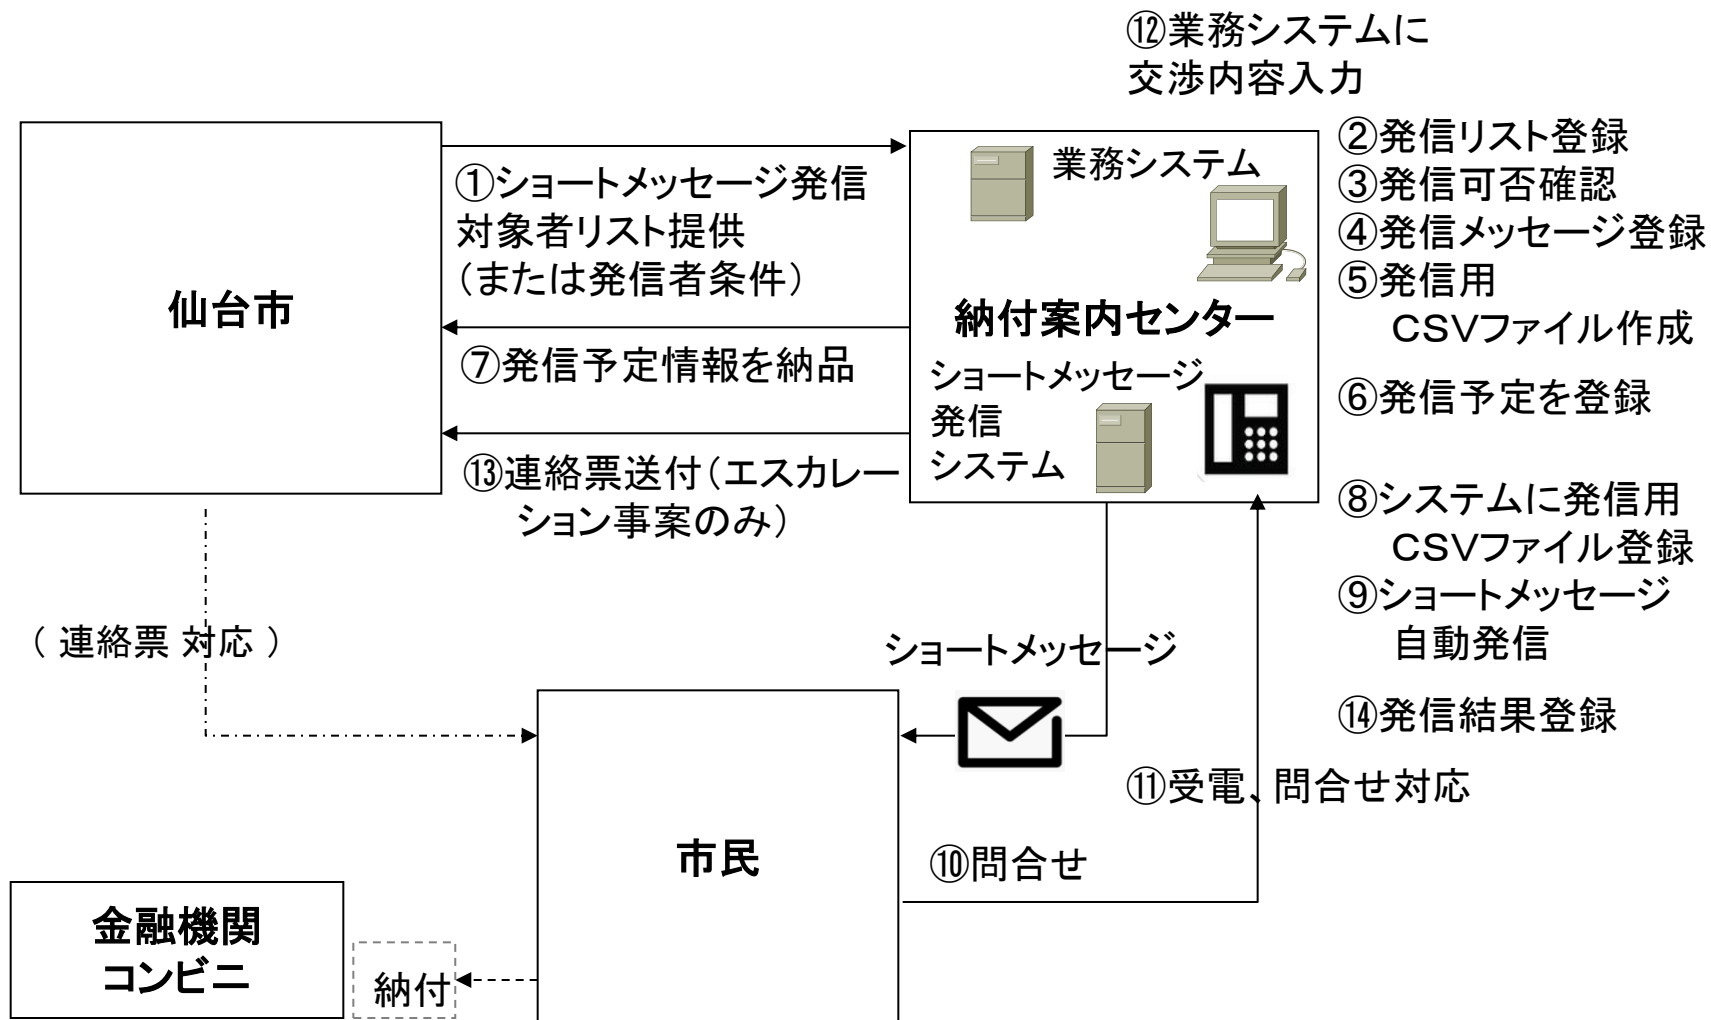 ⑫業務システムに
交渉内容入力
仙台市
①ショートメッセージ発信
対象者リスト提供
(または発信者条件)
⑦発信予定情報を納品
⑬連絡票送付(エスカレー
ション事案のみ)
業務システム
納付案内センター
ショートメッセージ
発信
システム
②発信リスト登録
③発信可否確認
④発信メッセージ登録
⑤発信用
CSVファイル作成
⑥発信予定を登録
⑧システムに発信用
CSVファイル登録
⑨ショートメッセージ
自動発信
⑭発信結果登録
( 連絡票 対応 )
ショートメッセージ
⑪受電、問合せ対応
市民
⑩問合せ
金融機関
コンビニ
納付